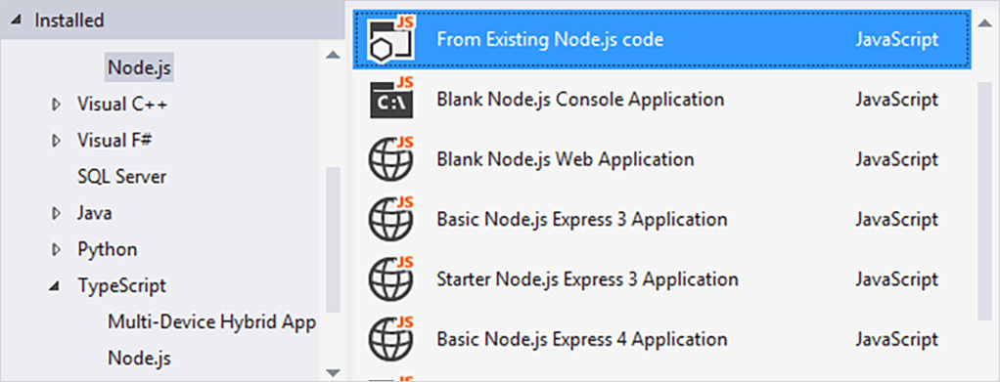 Installed
Node.js
Visual C++
Visual F#
SQL Server
Java
Python
TypeScript
Multi-Device Hybrid App
Node.js
JS
From Existing Node.js code JavaScript
JS
C:\
Blank Node.js Console Application JavaScript
JS
Blank Node.js Web Application JavaScript
JS
Basic Node.js Express 3 Application JavaScript
JS
Starter Node.js Express 3 Application JavaScript
JS
Basic Node.js Express 4 Application JavaScript
JS